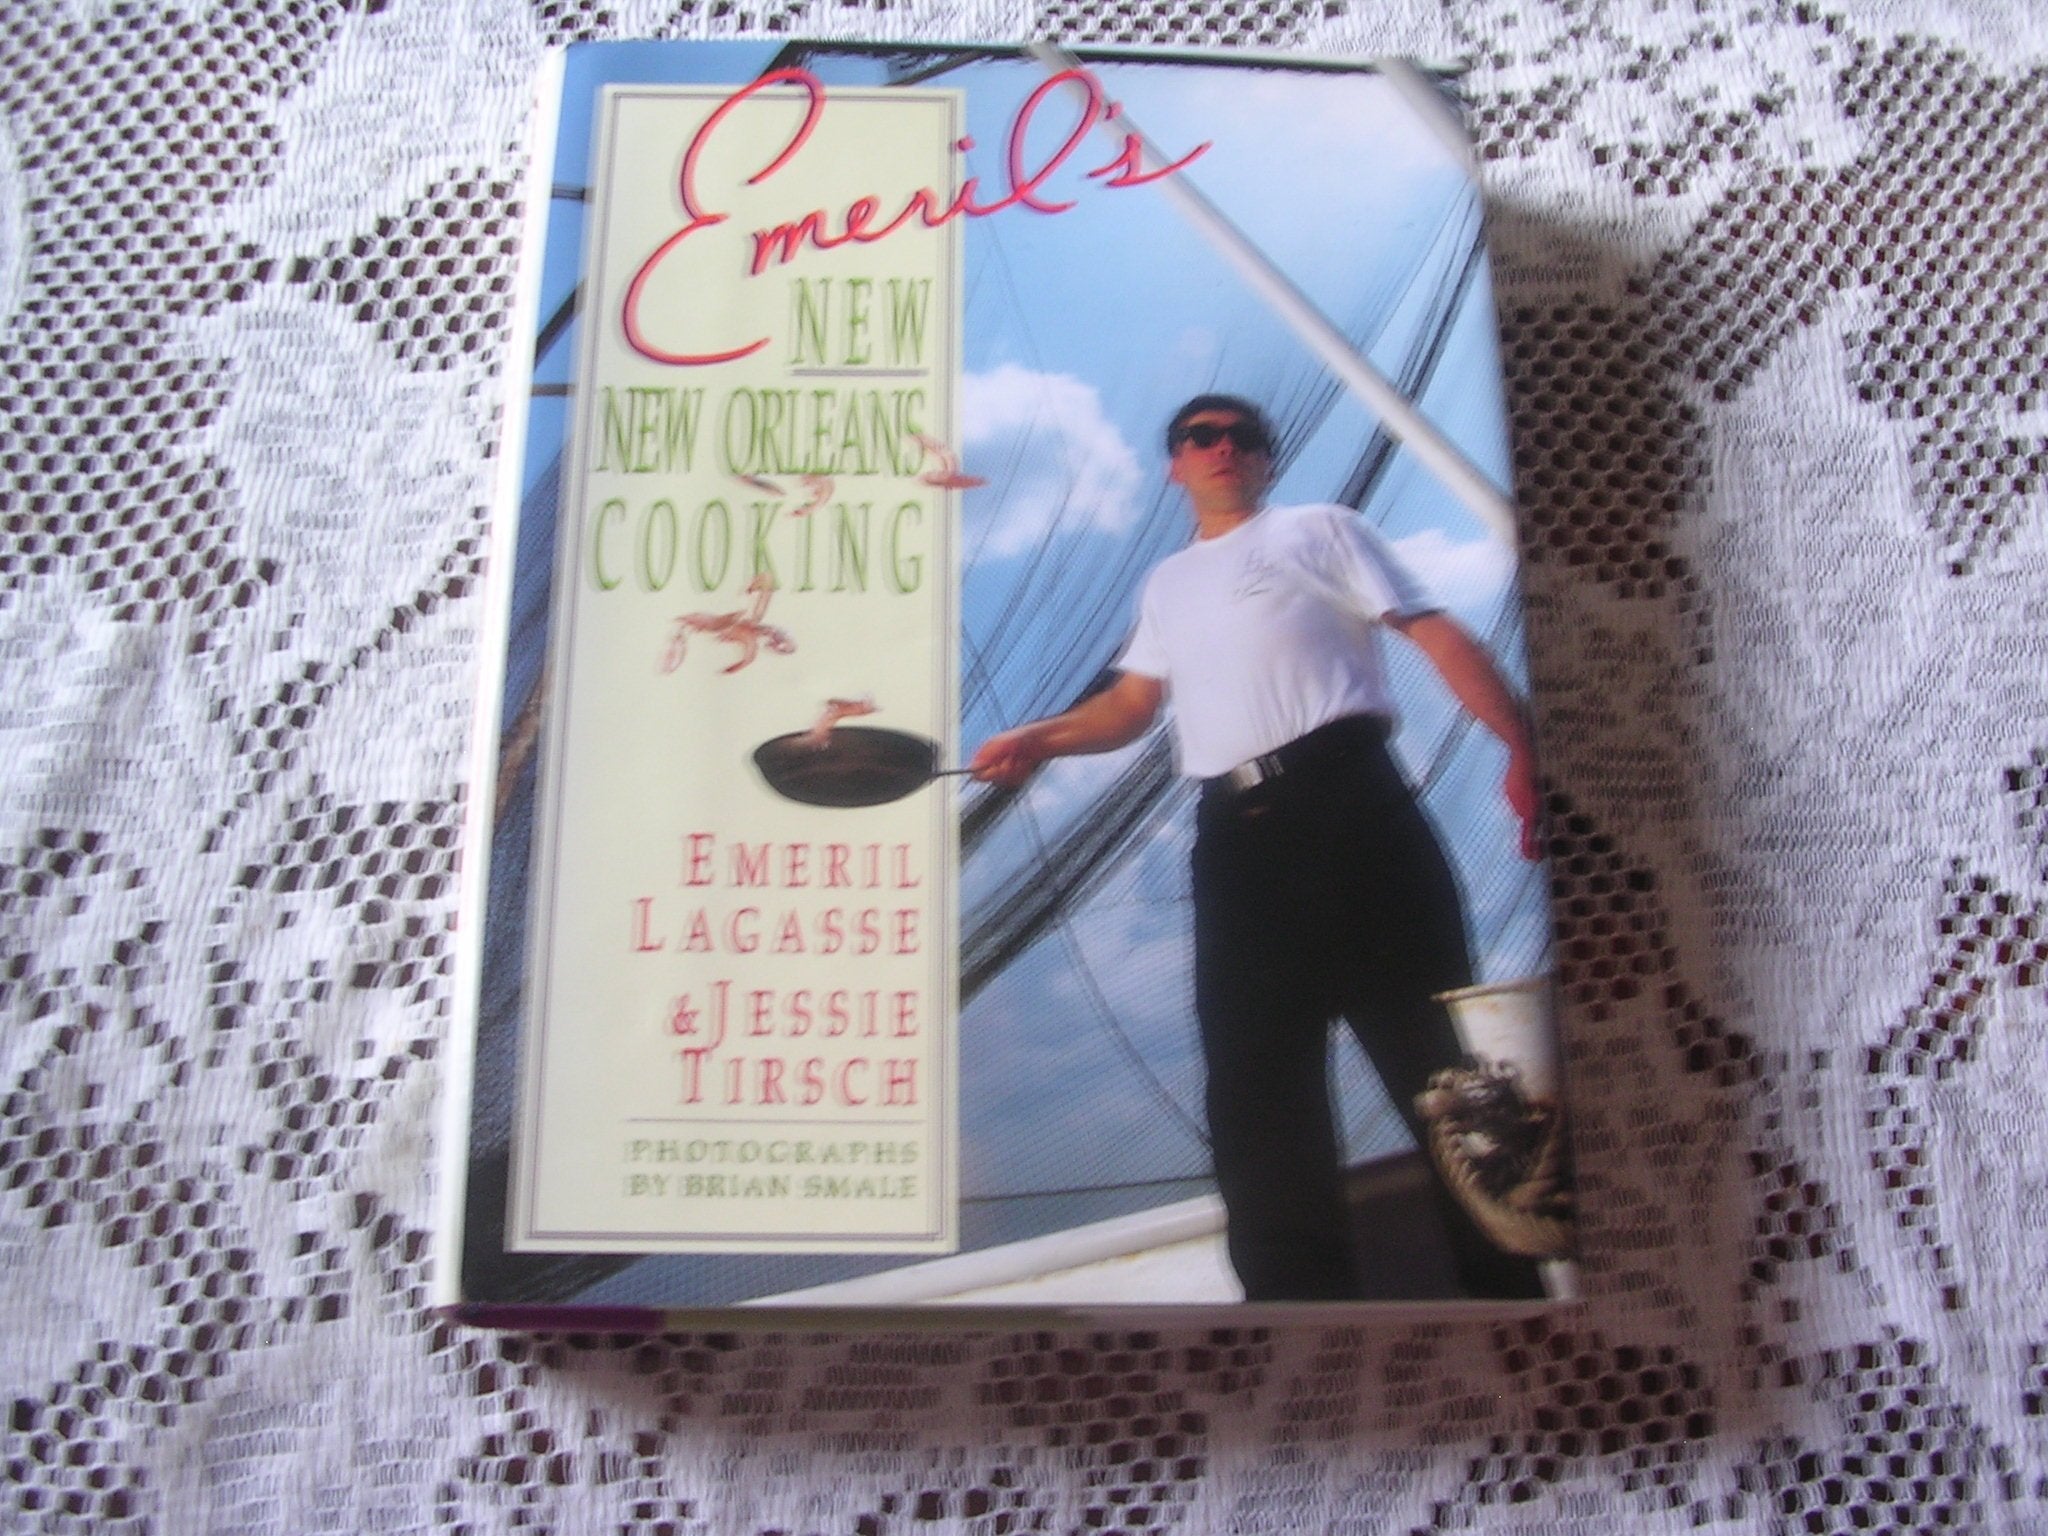 Emeril's
NEW
NEW ORLEANS
COOKING
EMERIL
LAGASSE
& JESSIE
TIRSCH
PHOTOGRAPHS
BY BRIAN SMALE